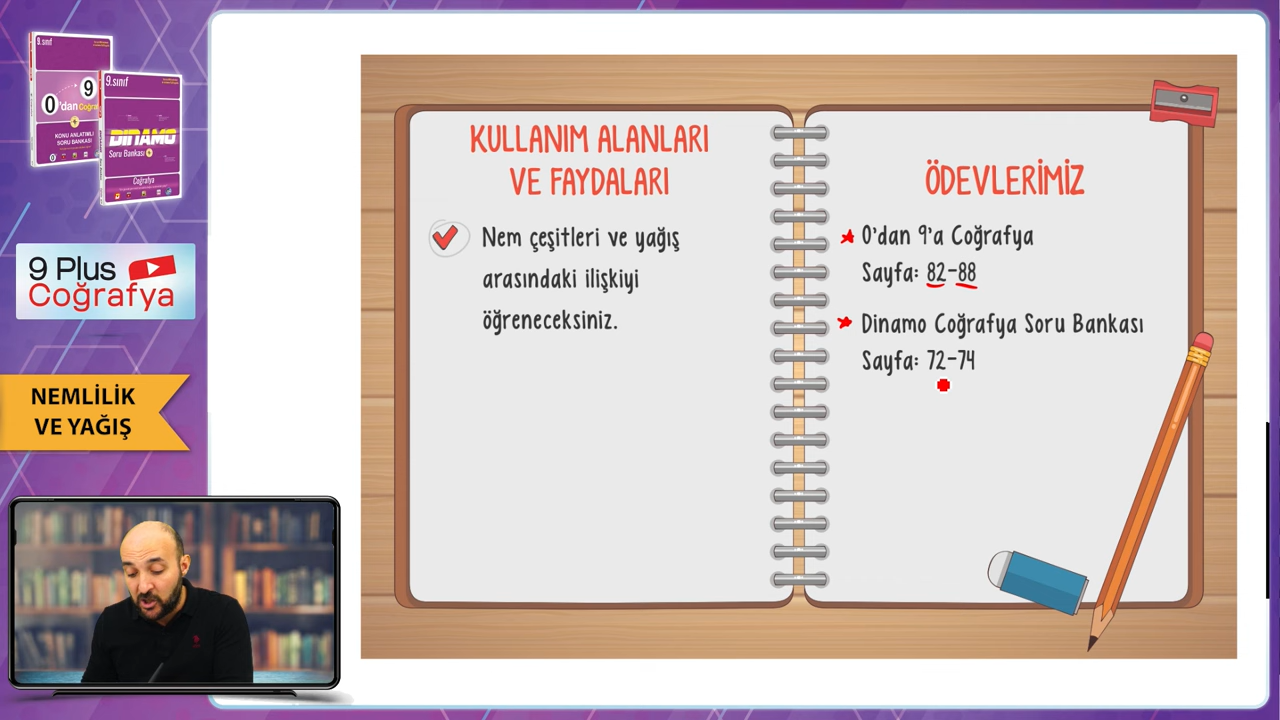 9.sınıf
0'dan
9
KONU ANLATIMLI
SORU BANKASI
9.sınıf
DİNAMO
Soru Bankası
Coğrafya
9 Plus
Coğrafya
NEMLİLİK
VE YAĞIŞ
KULLANIM ALANLARI
VE FAYDALARI
Nem çeşitleri ve yağış
arasındaki ilişkiyi
öğreneceksiniz.
ÖDEVLERİMİZ
0'dan 9'a Coğrafya
Sayfa: 82-88
Dinamo Coğrafya Soru Bankası
Sayfa: 72-74